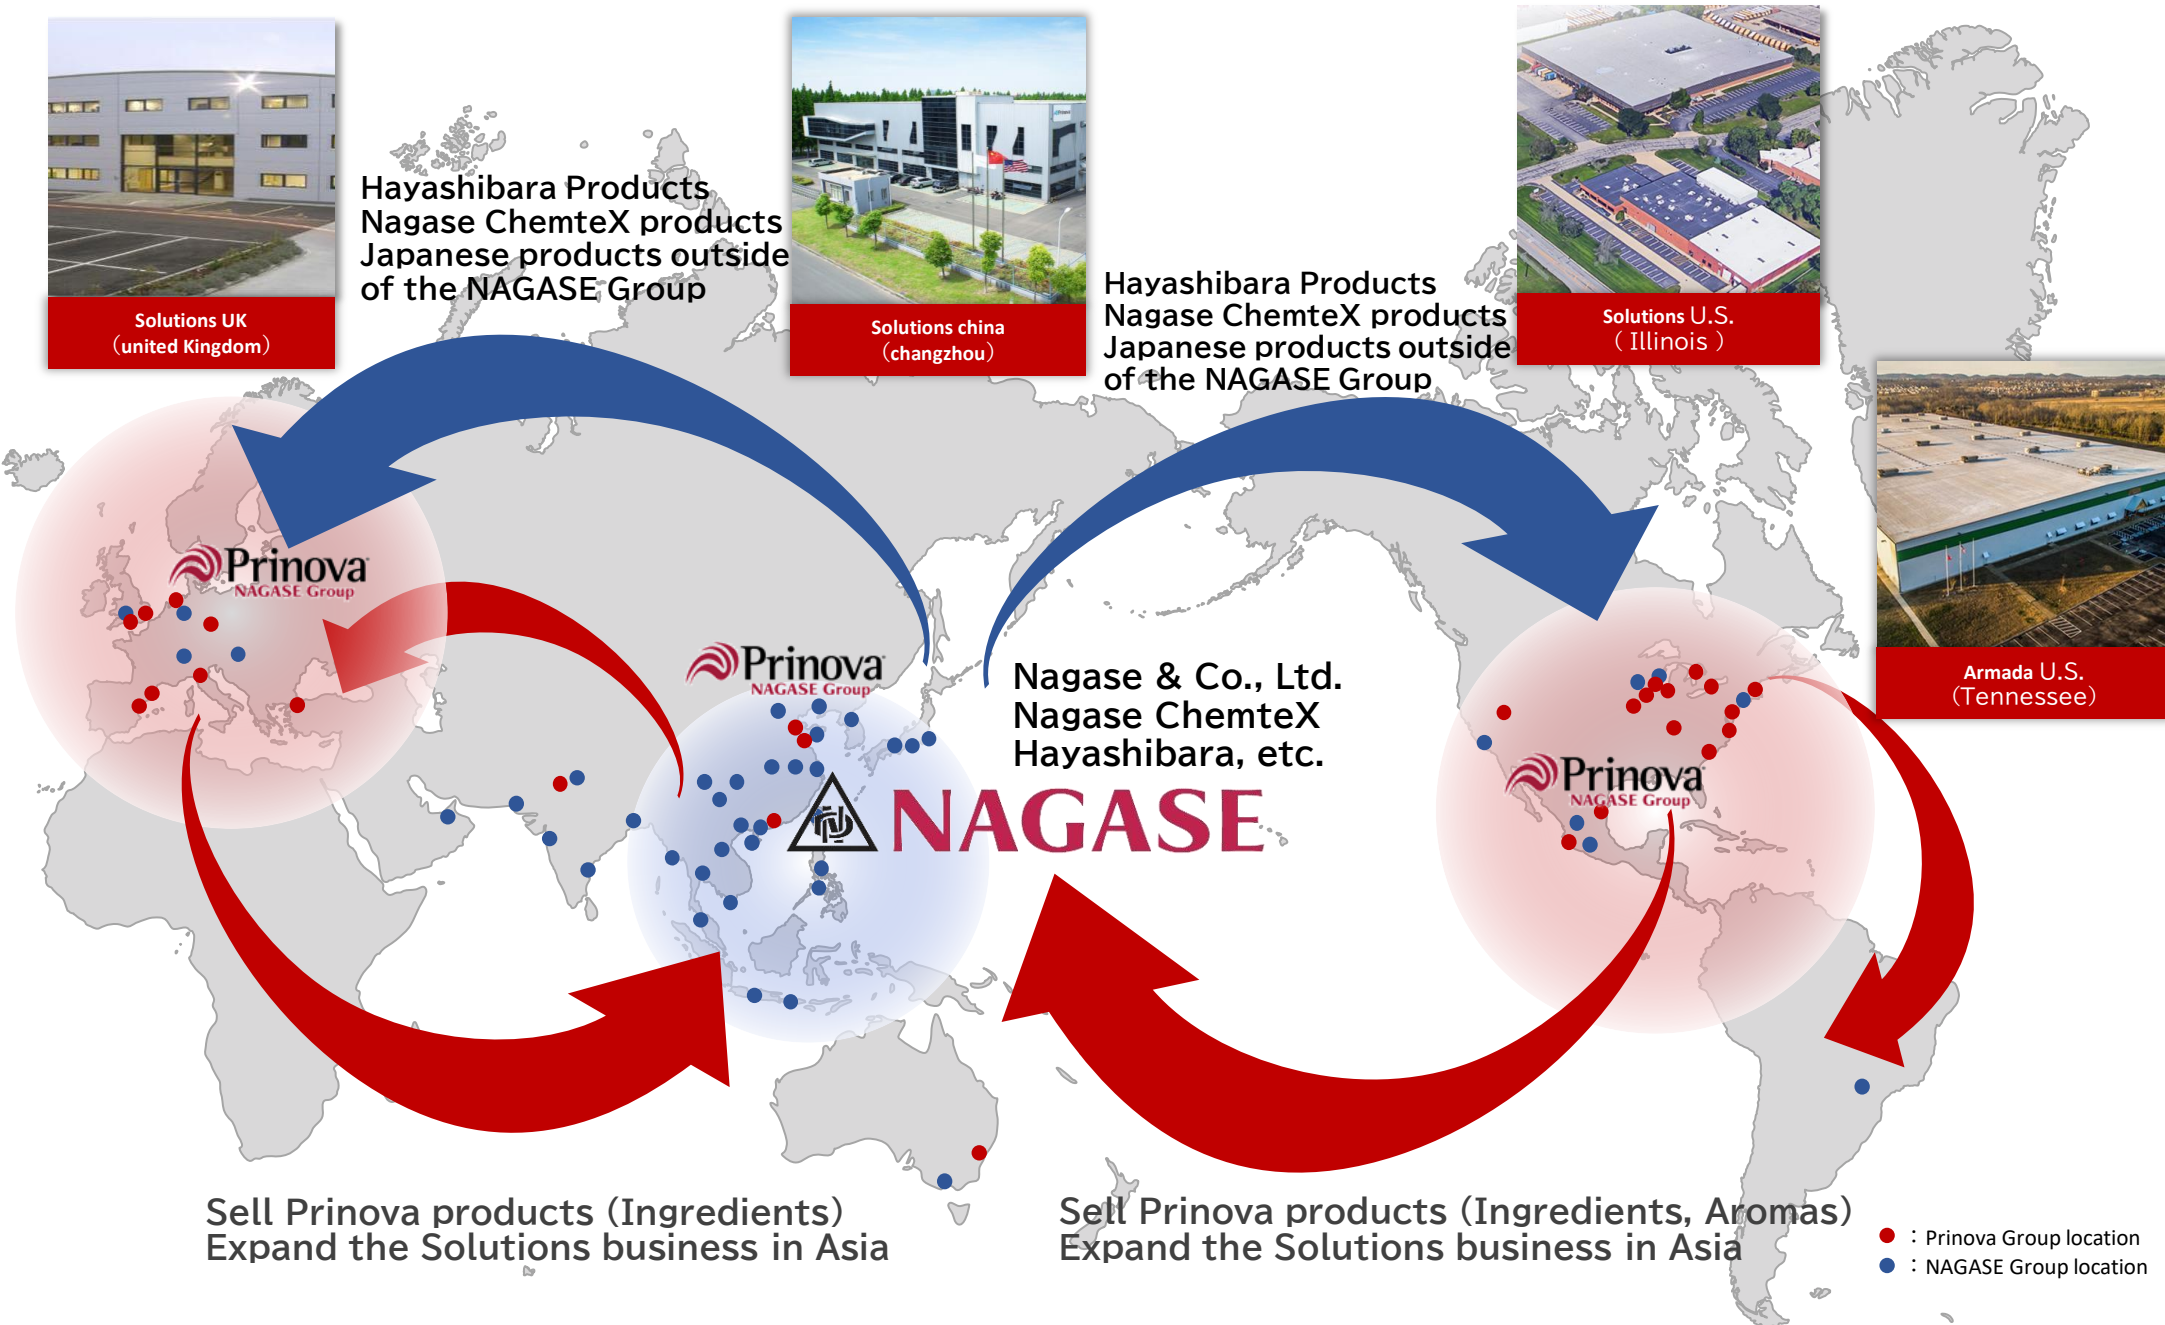 Solutions UK
（united Kingdom）
Hayashibara Products
Nagase ChemteX products
Japanese products outside
of the NAGASE Group
Solutions china
（changzhou）
Hayashibara Products
Nagase ChemteX products
Japanese products outside
of the NAGASE Group
Solutions U.S.
（ Illinois ）
Armada U.S.
（Tennessee）
Prinova
NAGASE Group
Prinova
NAGASE Group
Nagase & Co., Ltd.
Nagase ChemteX
Hayashibara, etc.
NAGASE
Prinova
NAGASE Group
Sell Prinova products (Ingredients)
Expand the Solutions business in Asia
Sell Prinova products (Ingredients, Aromas)
Expand the Solutions business in Asia
：Prinova Group location
：NAGASE Group location